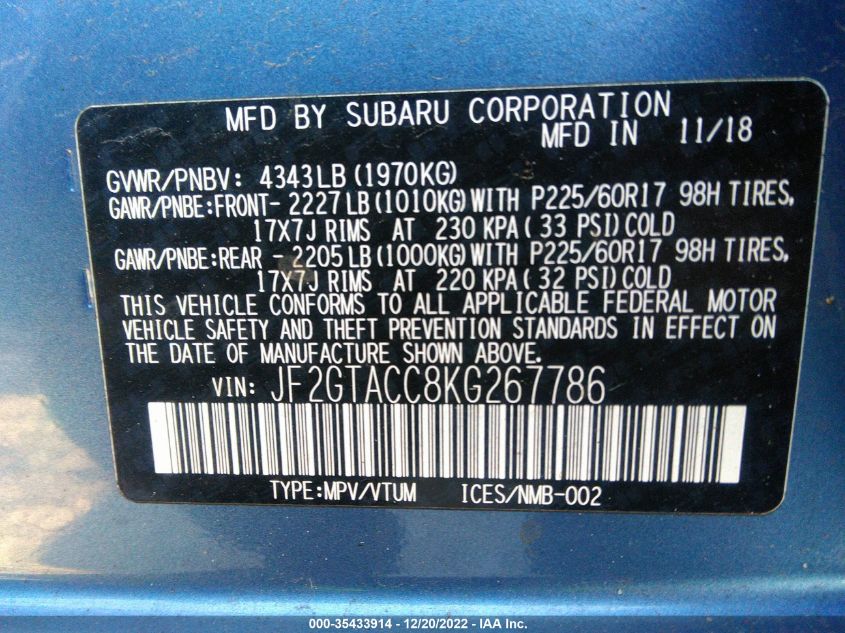 MFD BY SUBARU CORPORATION
MFD IN 11/18
GVWR/PNBV: 4343LB(1970KG)
GAWR/PNBE:FRONT-2227LB(1010KG)WITH P225/60R17 98H TIRES,
17X7J RIMS AT 230KPA(33 PSI)COLD
GAWR/PNBE:REAR -2205LB(1000KG)WITH P225/60R17 98H TIRES,
17X7J RIMS AT 220KPA(32 PSI)COLD
THIS VEHICLE CONFORMS TO ALL APPLICABLE FEDERAL MOTOR
VEHICLE SAFETY AND THEFT PREVENTION STANDARDS IN EFFECT ON
THE DATE OF MANUFACTURE SHOWN ABOVE.
VIN: JF2GTACC8KG267786
TYPE:MPV/VTUM ICES/NMB-002
000-35433914 - 12/20/2022 - IAA Inc.